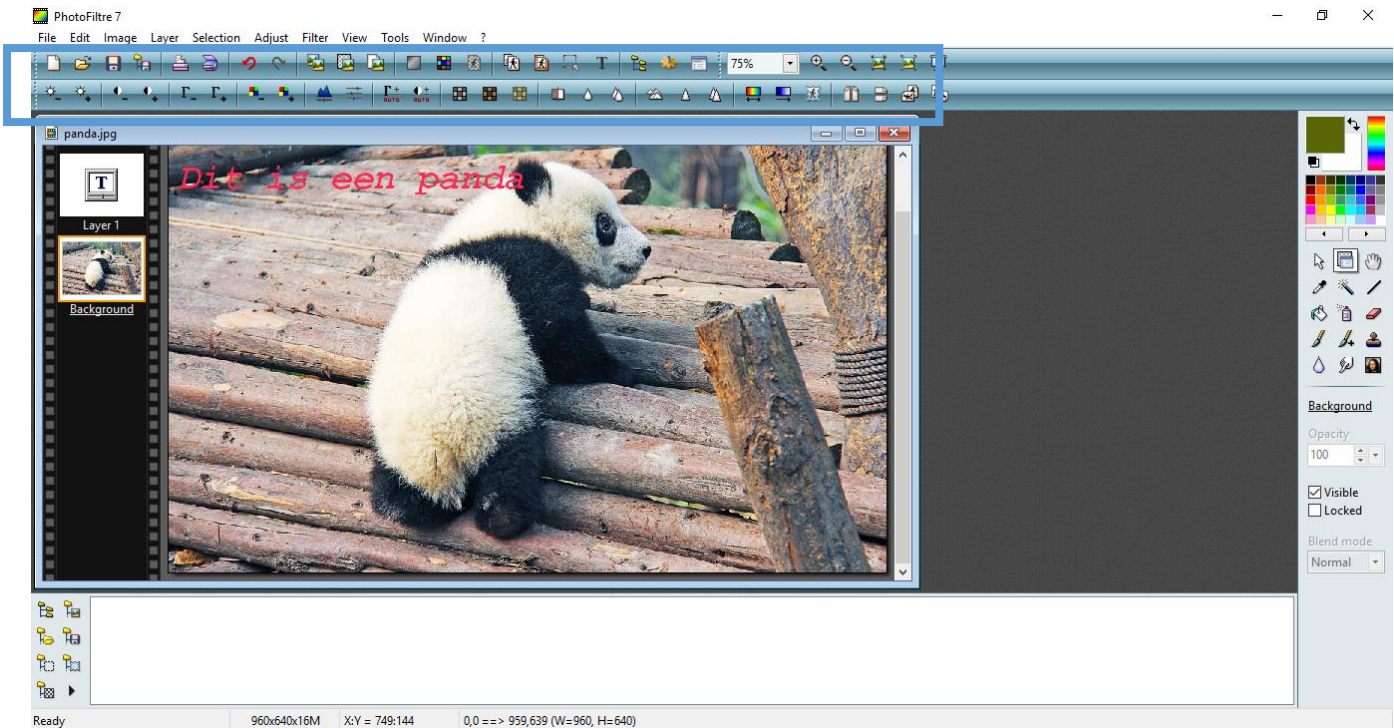 PhotoFiltre 7
File Edit Image Layer Selection Adjust Filter View Tools Window ?
T 75%
AUTO AUTO
panda.jpg
T
Layer 1
Background
Dit is een panda
Background
Opacity
100
Visible
Locked
Blend mode
Normal
Ready 960x640x16M X:Y = 749:144 0,0 ==> 959,639 (W=960, H=640)